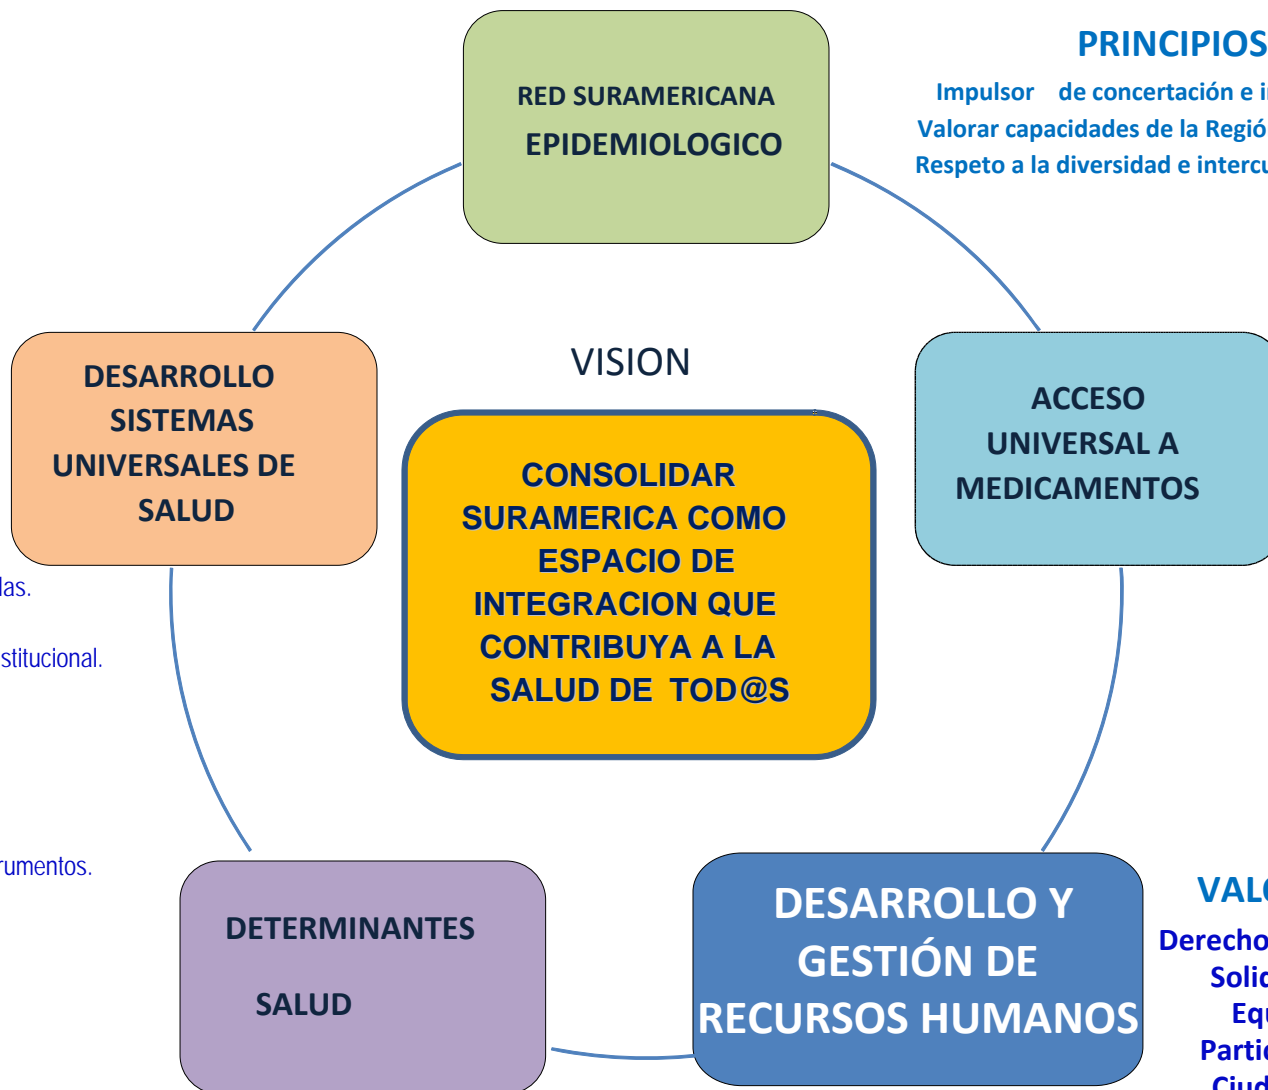 PRINCIPIOS
Impulsor de concertación e
Valorar capacidades de la
Respeto a la diversidad e
RED SURAMERICANA
EPIDEMIOLOGICO
DESARROLLO
SISTEMAS
UNIVERSALES DE
SALUD
VISION
CONSOLIDAR
SURAMERICA COMO
ESPACIO DE
INTEGRACION QUE
CONTRIBUYA A LA
SALUD DE TOD@S
ACCESO
UNIVERSAL A
MEDICAMENTOS
DETERMINANTES
SALUD
DESARROLLO Y
GESTIÓN DE
RECURSOS HUMANOS